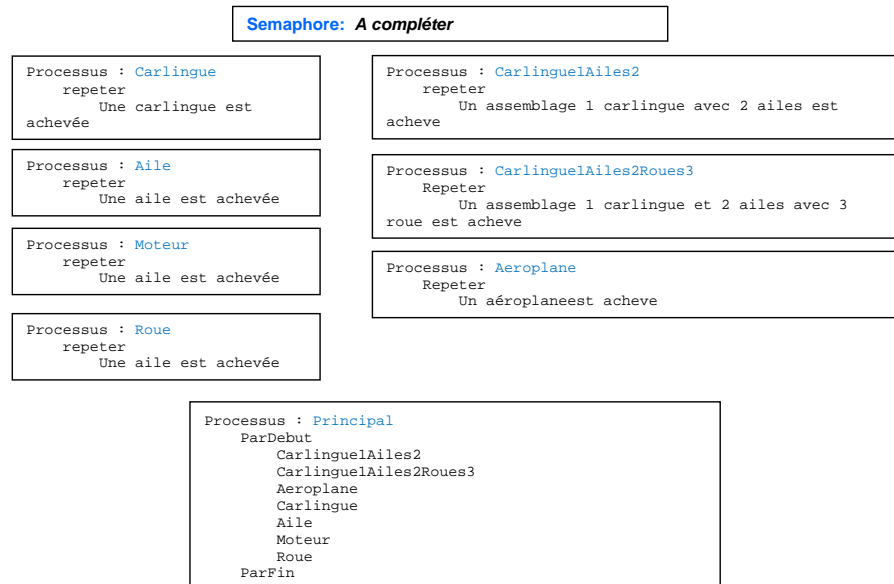 Semaphore: A compléter
Processus : Carlingue
repeter
Une carlingue est
achevée
Processus : Aile
repeter
Une aile est achevée
Processus : Moteur
repeter
Une aile est achevée
Processus : Roue
repeter
Une aile est achevée
Processus : Carlingue1Ailes2
repeter
Un assemblage 1 carlingue avec 2 ailes est
acheve
Processus : Carlingue1Ailes2Roues3
Repeter
Un assemblage 1 carlingue et 2 ailes avec 3
roue est acheve
Processus : Aeroplane
Repeter
Un aéroplaneest acheve
Processus : Principal
ParDebut
Carlingue1Ailes2
Carlingue1Ailes2Roues3
Aeroplane
Carlingue
Aile
Moteur
Roue
ParFin